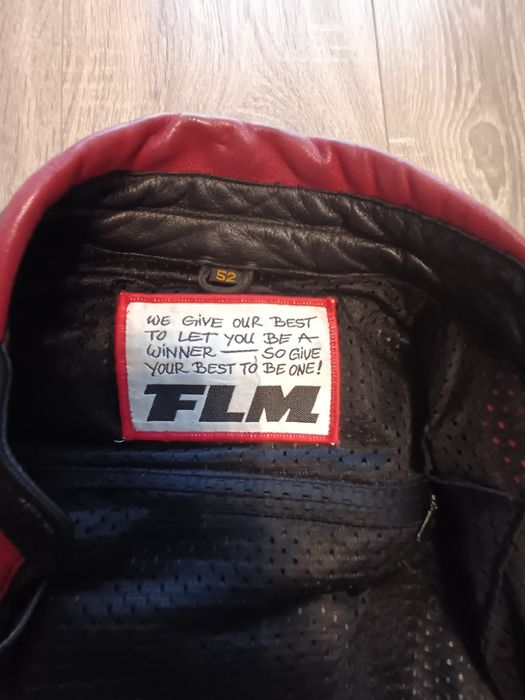 52
WE GIVE OUR BEST
TO LET YOU BE A
WINNER — SO GIVE
YOUR BEST TO BE ONE!
FLM